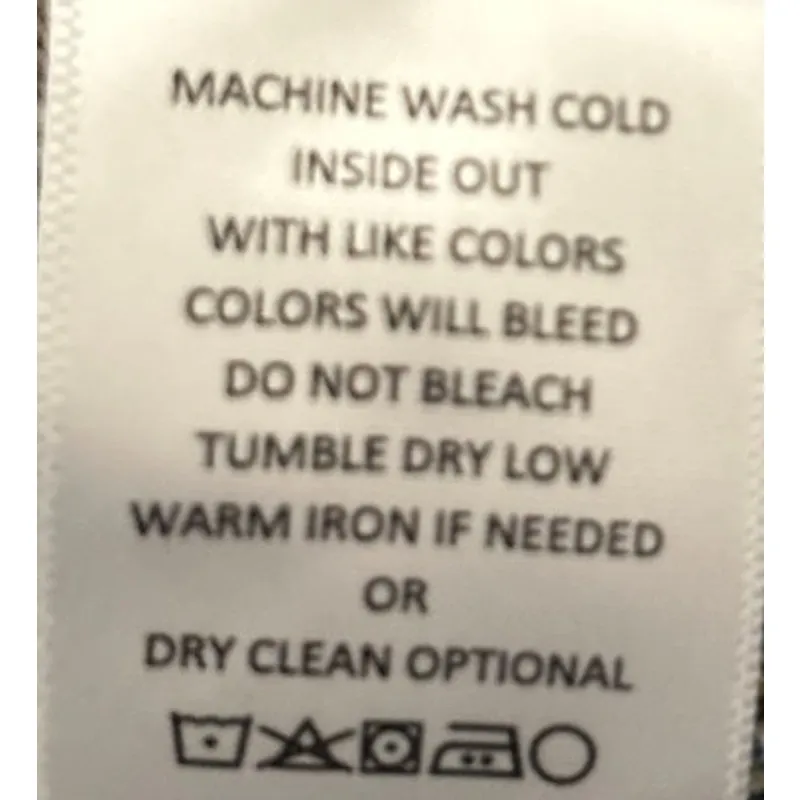 MACHINE WASH COLD
INSIDE OUT
WITH LIKE COLORS
COLORS WILL BLEED
DO NOT BLEACH
TUMBLE DRY LOW
WARM IRON IF NEEDED
OR
DRY CLEAN OPTIONAL